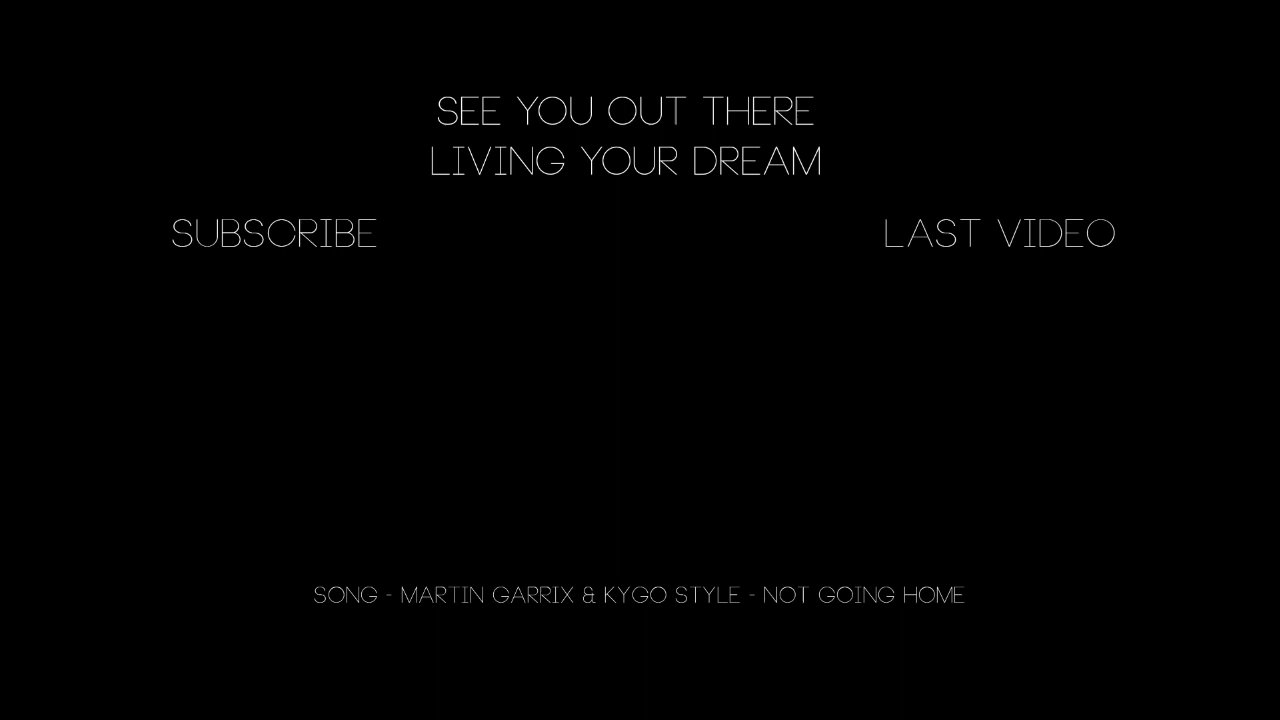 SEE YOU OUT THERE
LIVING YOUR DREAM
SUBSCRIBE
LAST VIDEO
SONG - MARTIN GARRIX & KYGO STYLE - NOT GOING HOME